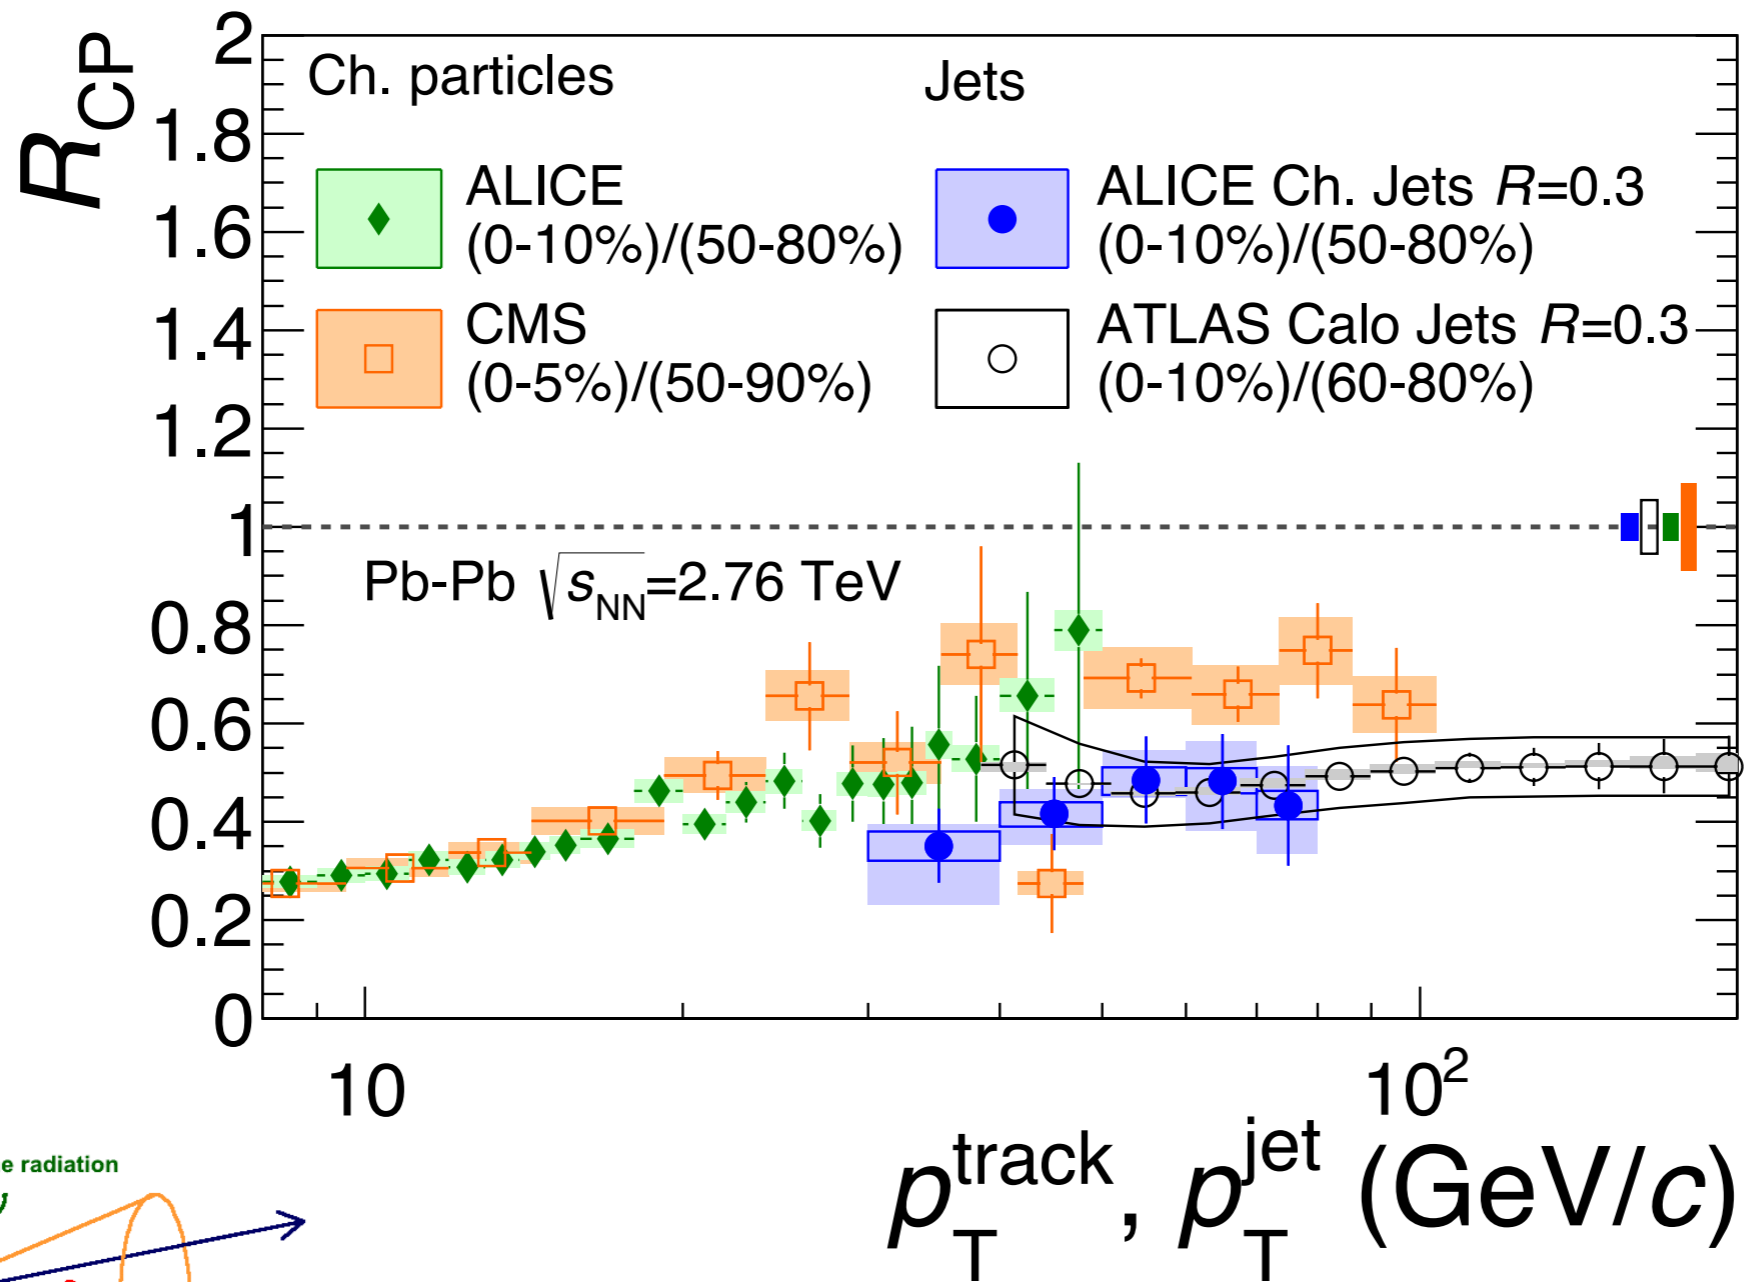 R_CP
2
1.8
1.6
1.4
1.2
1
0.8
0.6
0.4
0.2
0
Ch. particles
Jets
ALICE
(0-10%)/(50-80%)
ALICE Ch. Jets R=0.3
(0-10%)/(50-80%)
CMS
(0-5%)/(50-90%)
ATLAS Calo Jets R=0.3
(0-10%)/(60-80%)
Pb-Pb √s_NN=2.76 TeV
10
10²
p_T^track, p_T^jet (GeV/c)
radiation